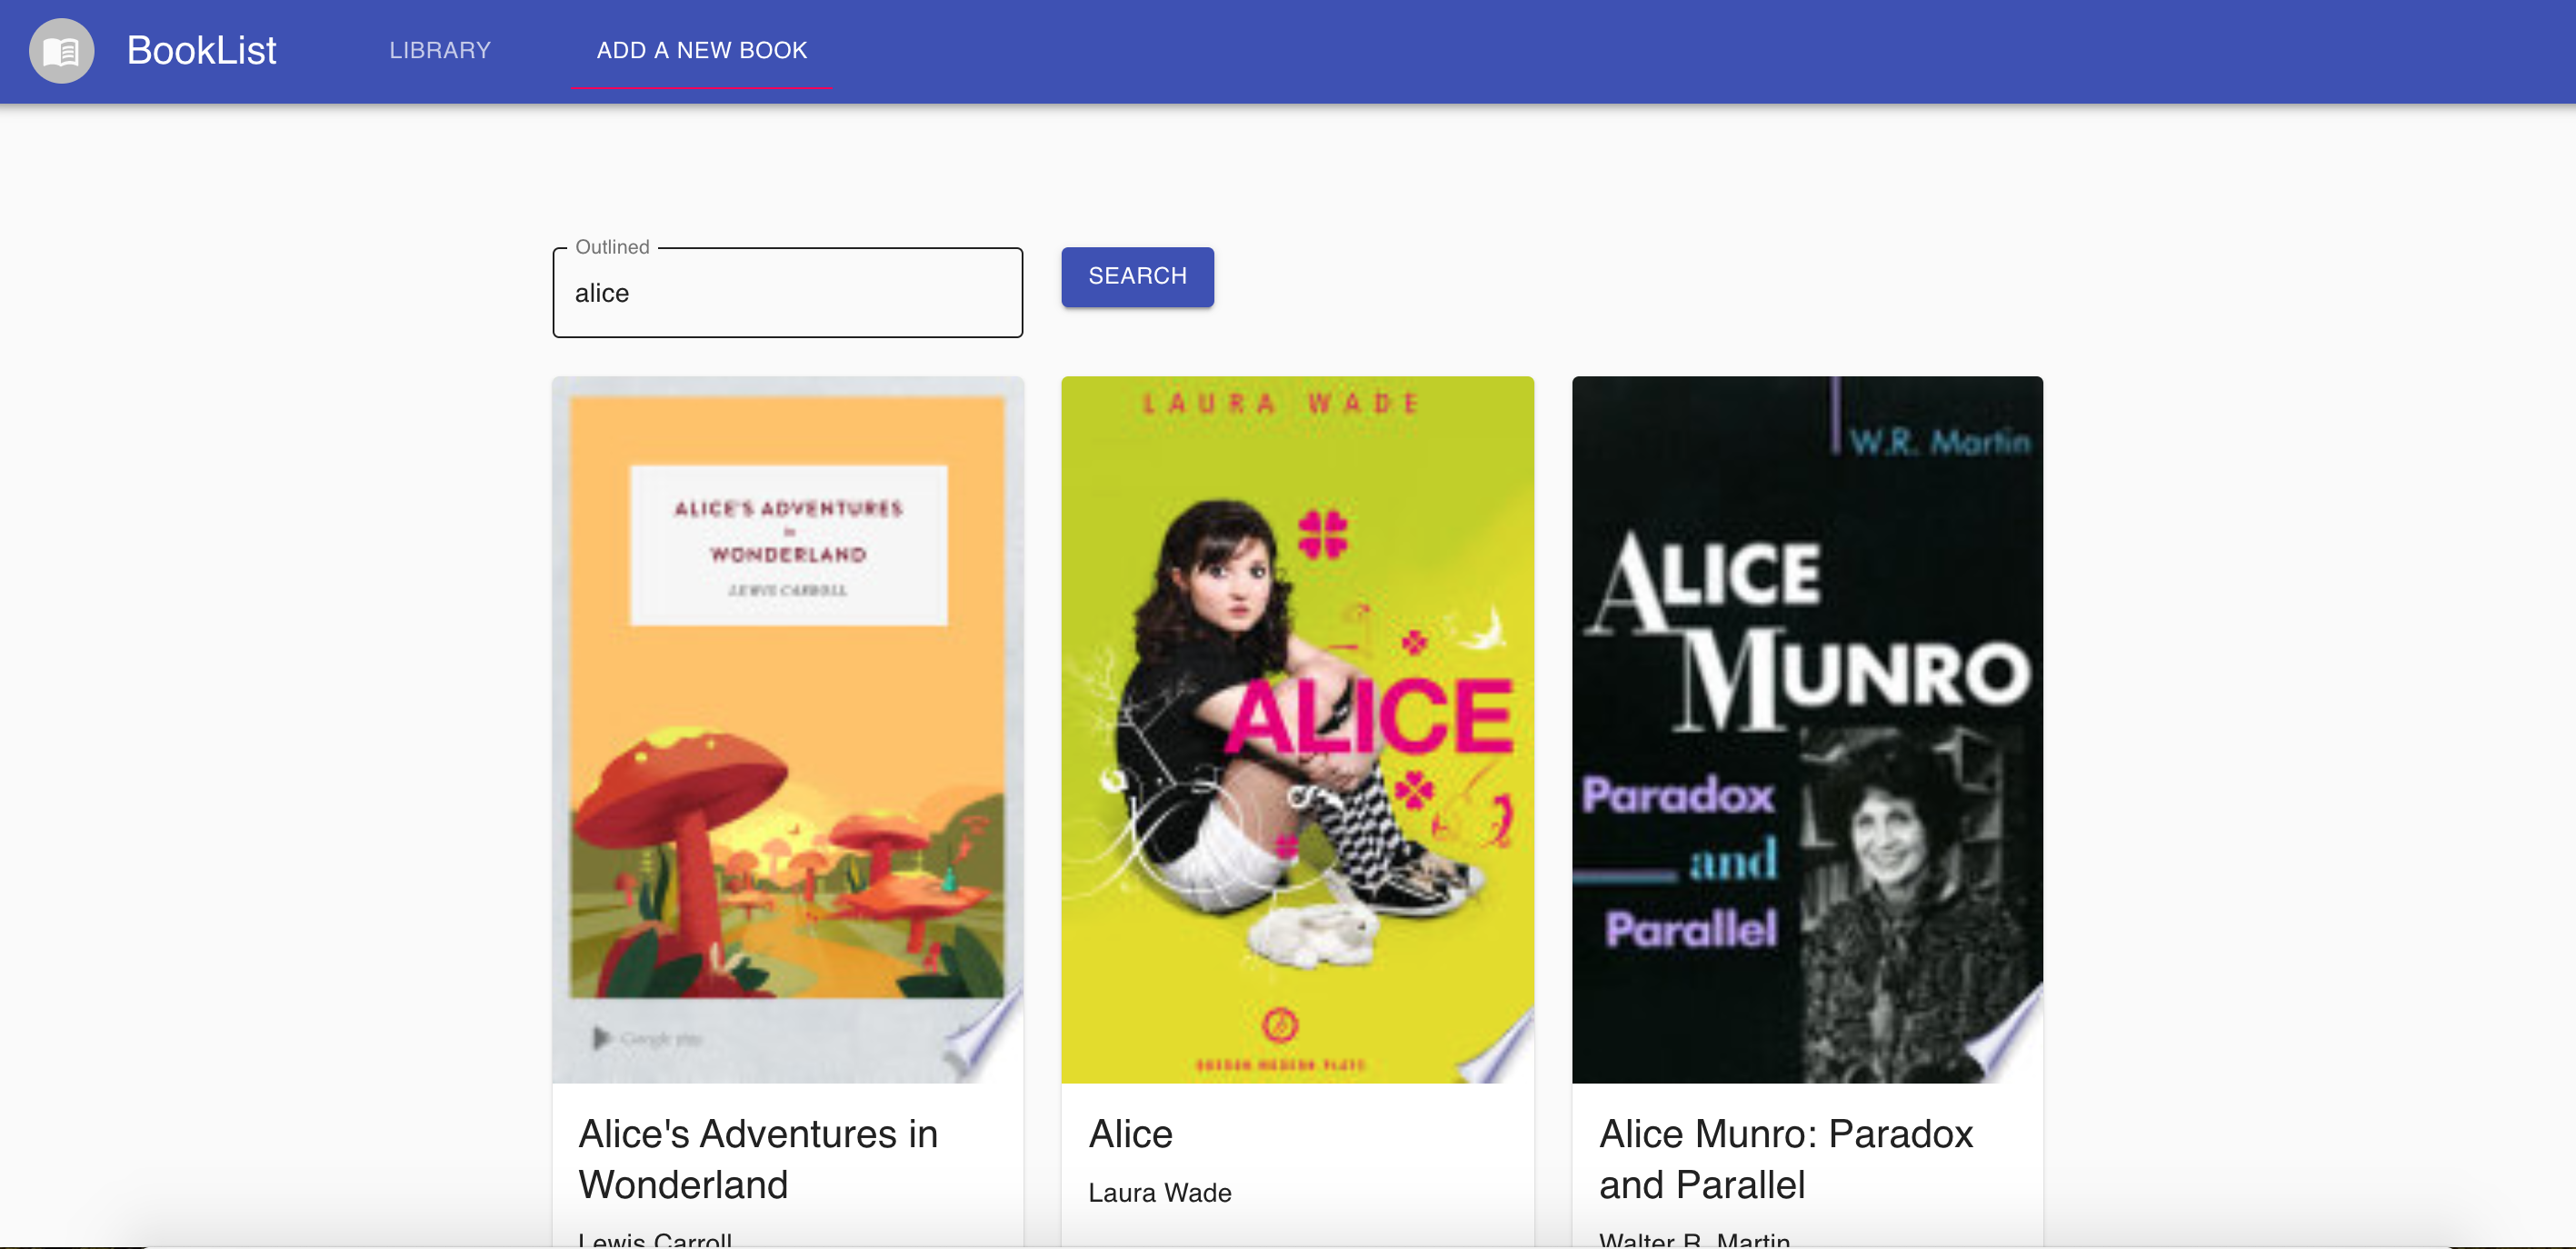 BookList
LIBRARY
ADD A NEW BOOK
Outlined
alice
SEARCH
ALICE'S ADVENTURES
in
WONDERLAND
LEWIS CARROLL
Google play
LAURA WADE
ALICE
OBERON MODERN PLAYS
W.R. Martin
ALICE
MUNRO
Paradox
and
Parallel
Alice's Adventures in
Wonderland
Lewis Carroll
Alice
Laura Wade
Alice Munro: Paradox
and Parallel
Walter R. Martin